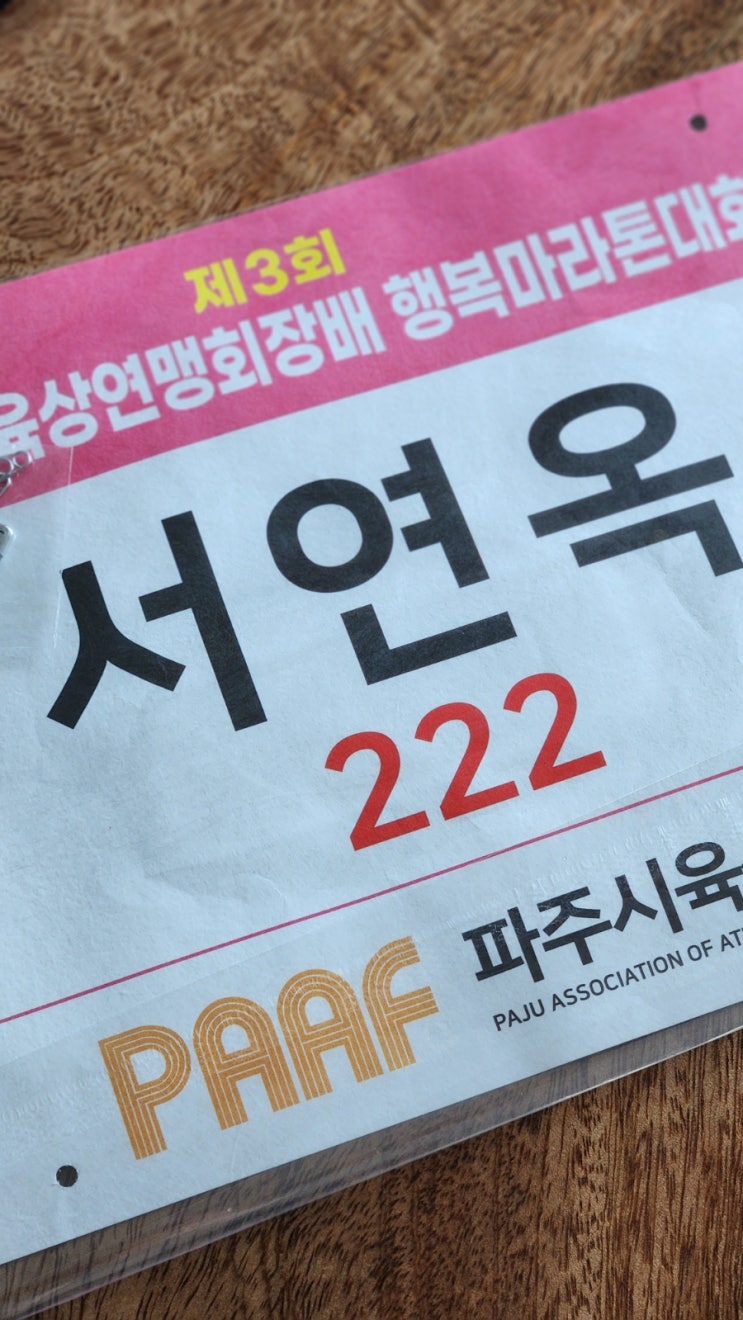 제3회
육상연맹회장배 행복마라톤대회
서연옥
222
PAAF
파주시육
PAJU ASSOCIATION OF